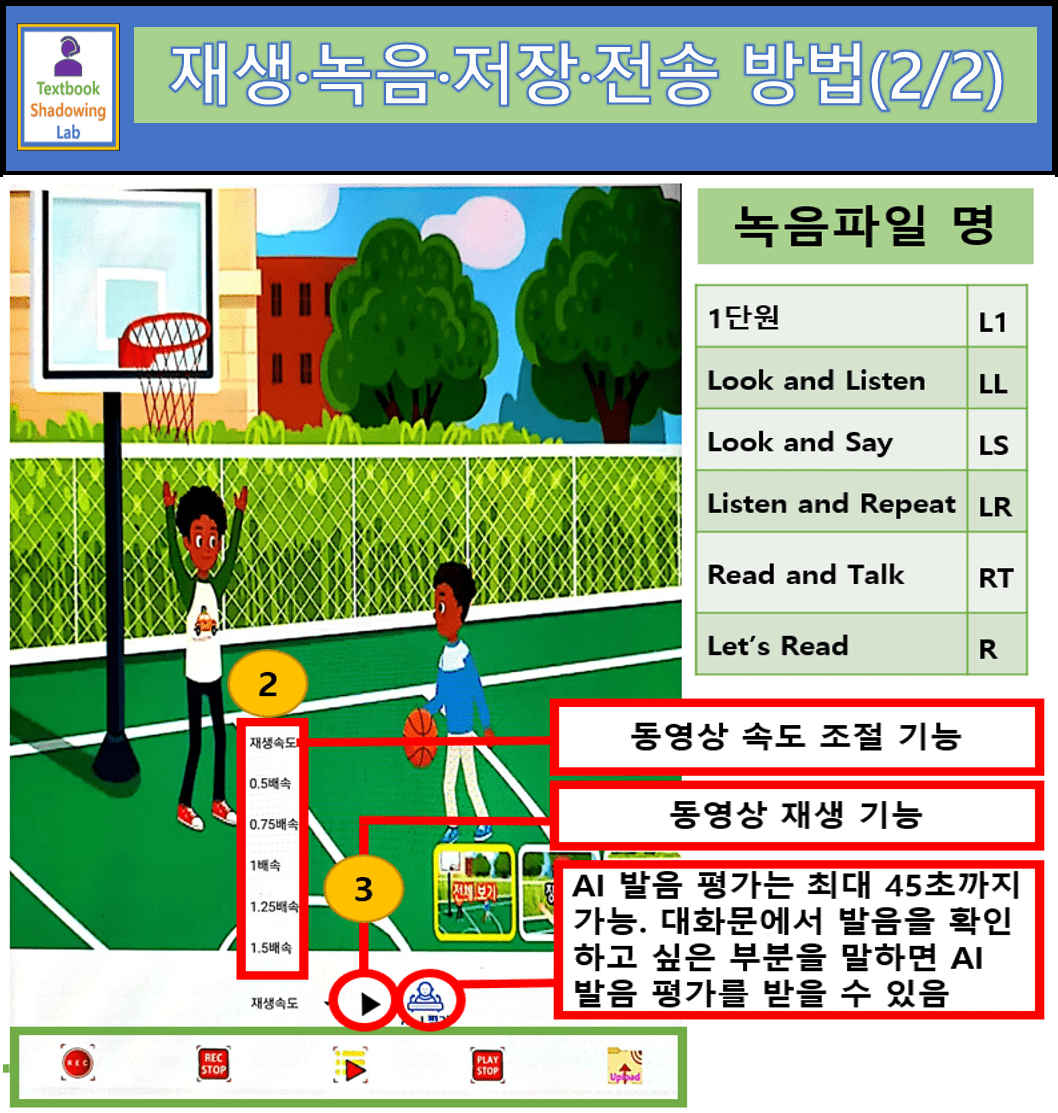 Textbook
Shadowing
Lab
재생·녹음·저장·전송 방법(2/2)
녹음파일 명
1단원 L1
Look and Listen LL
Look and Say LS
Listen and Repeat LR
Read and Talk RT
Let's Read R
2
재생속도
0.5배속
0.75배속
1배속
1.25배속
1.5배속
동영상 속도 조절 기능
동영상 재생 기능
3
전체 보기
AI 발음 평가는 최대 45초까지
가능. 대화문에서 발음을 확인
하고 싶은 부분을 말하면 AI
발음 평가를 받을 수 있음
재생속도
REC
REC
STOP
PLAY
STOP
Upload